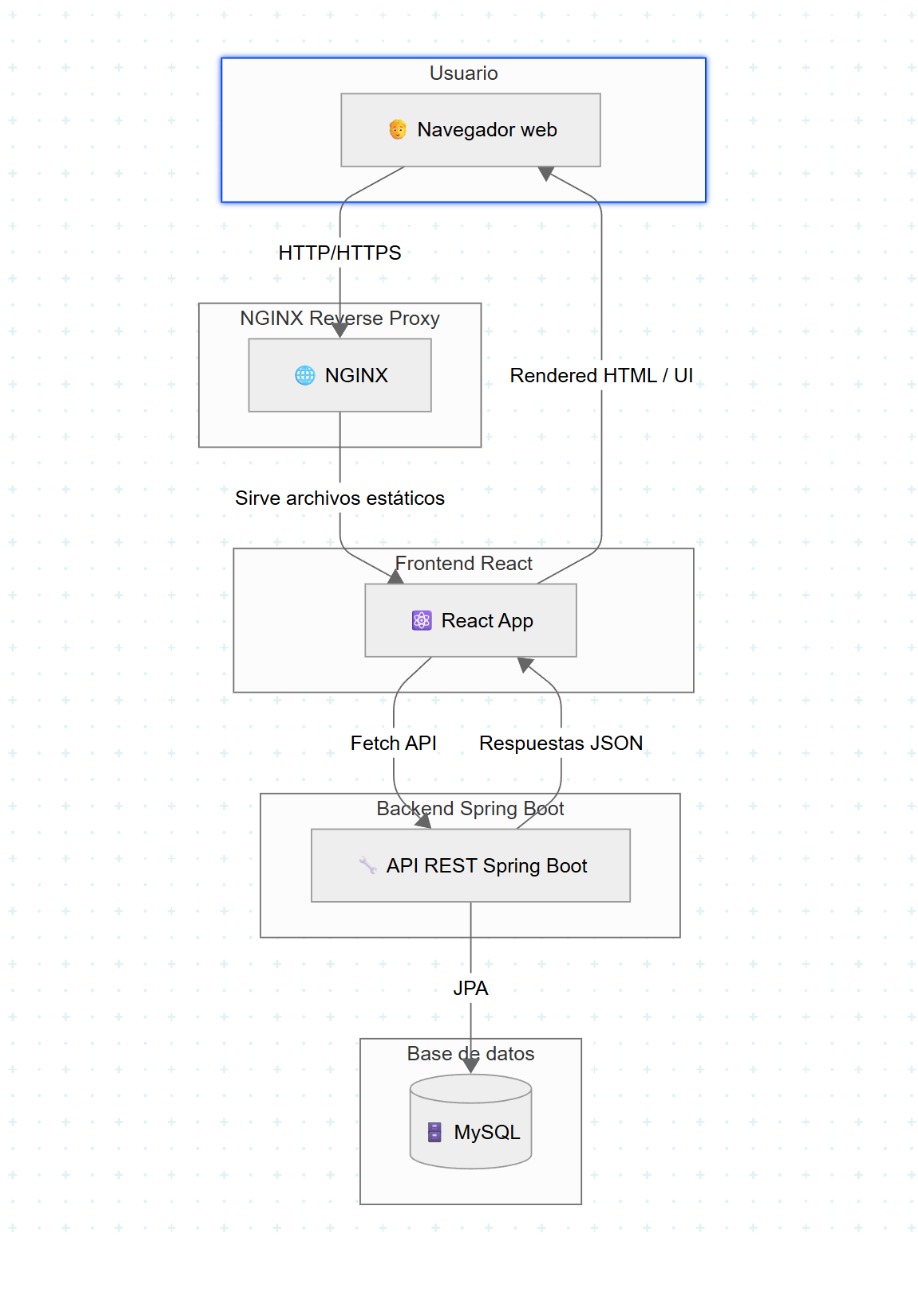 Usuario
Navegador web
HTTP/HTTPS
NGINX Reverse Proxy
NGINX
Rendered HTML / UI
Sirve archivos estáticos
Frontend React
React App
Fetch API
Respuestas JSON
Backend Spring Boot
API REST Spring Boot
JPA
Base de datos
MySQL